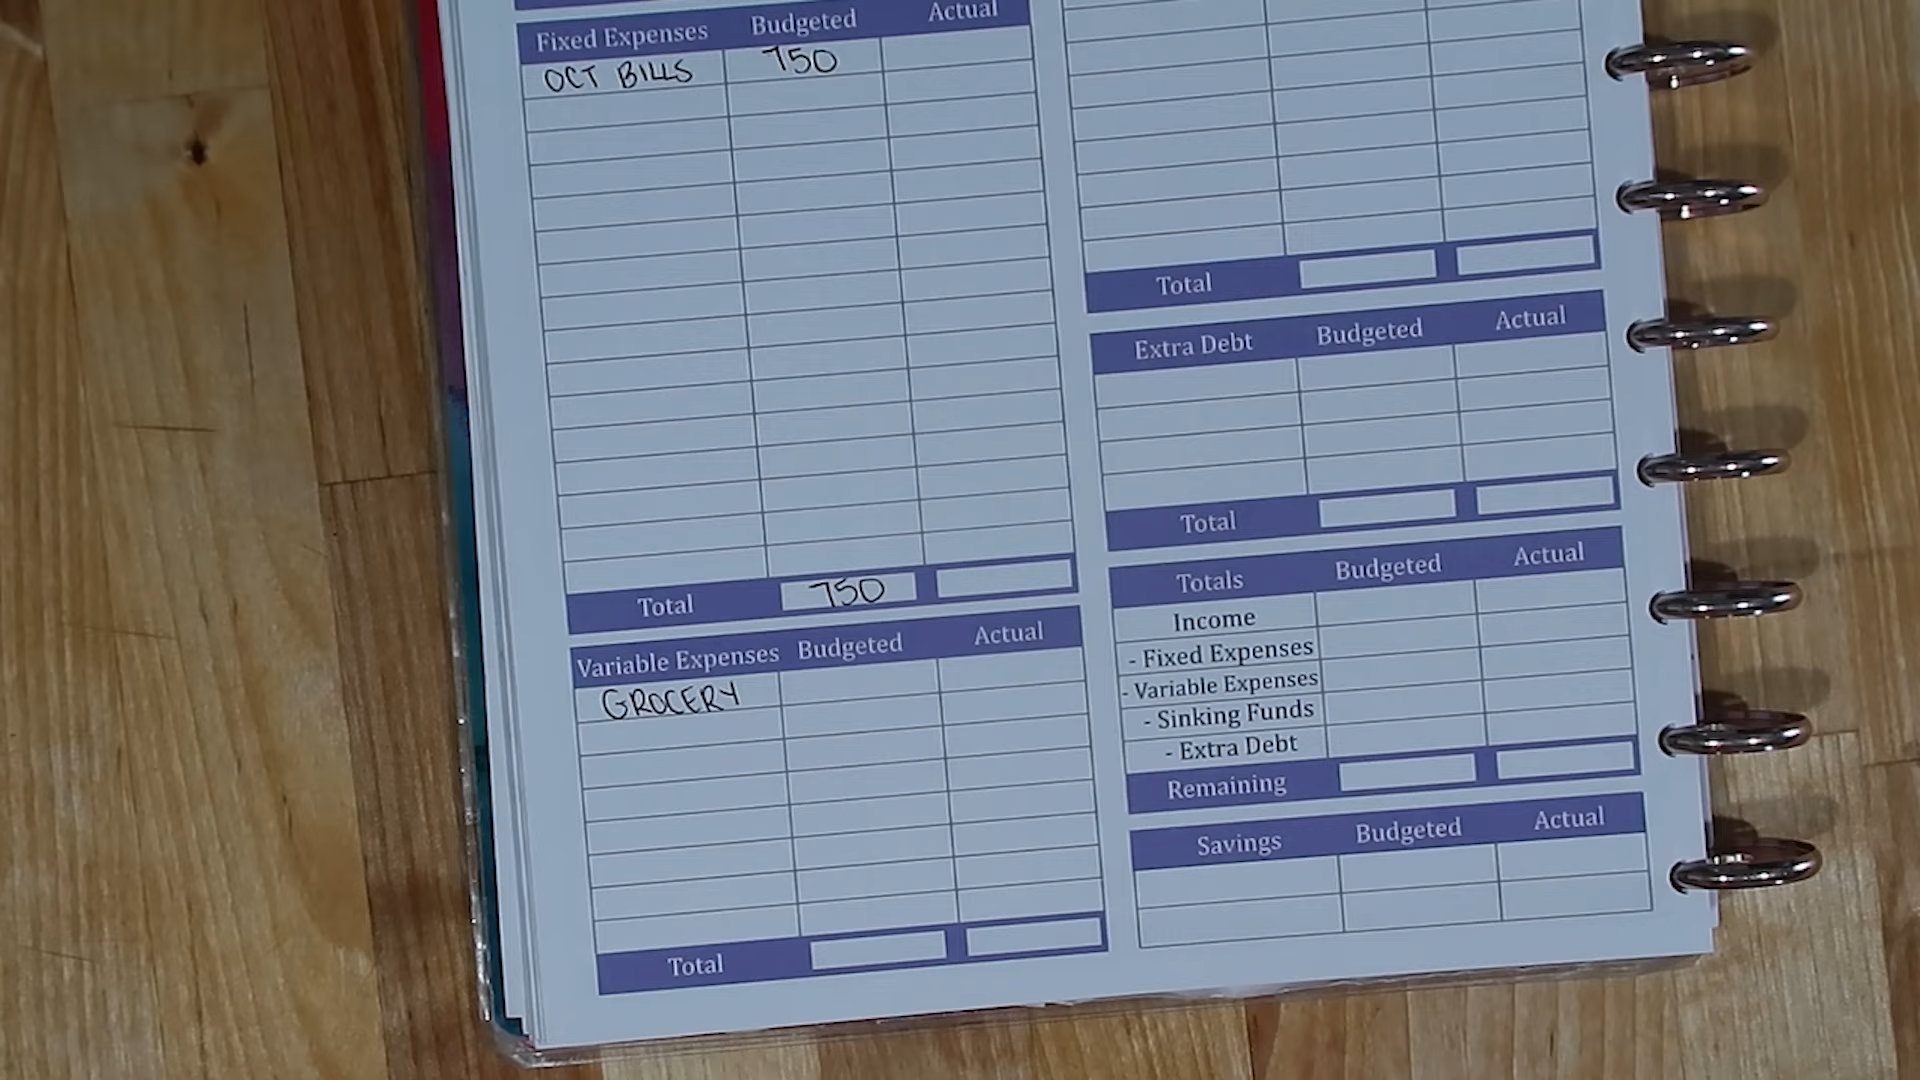 Fixed Expenses Budgeted Actual
OCT BILLS 750
Total 750
Variable Expenses Budgeted Actual
GROCERY
Total
Total
Extra Debt Budgeted Actual
Total
Totals Budgeted Actual
Income
- Fixed Expenses
- Variable Expenses
- Sinking Funds
- Extra Debt
Remaining
Savings Budgeted Actual